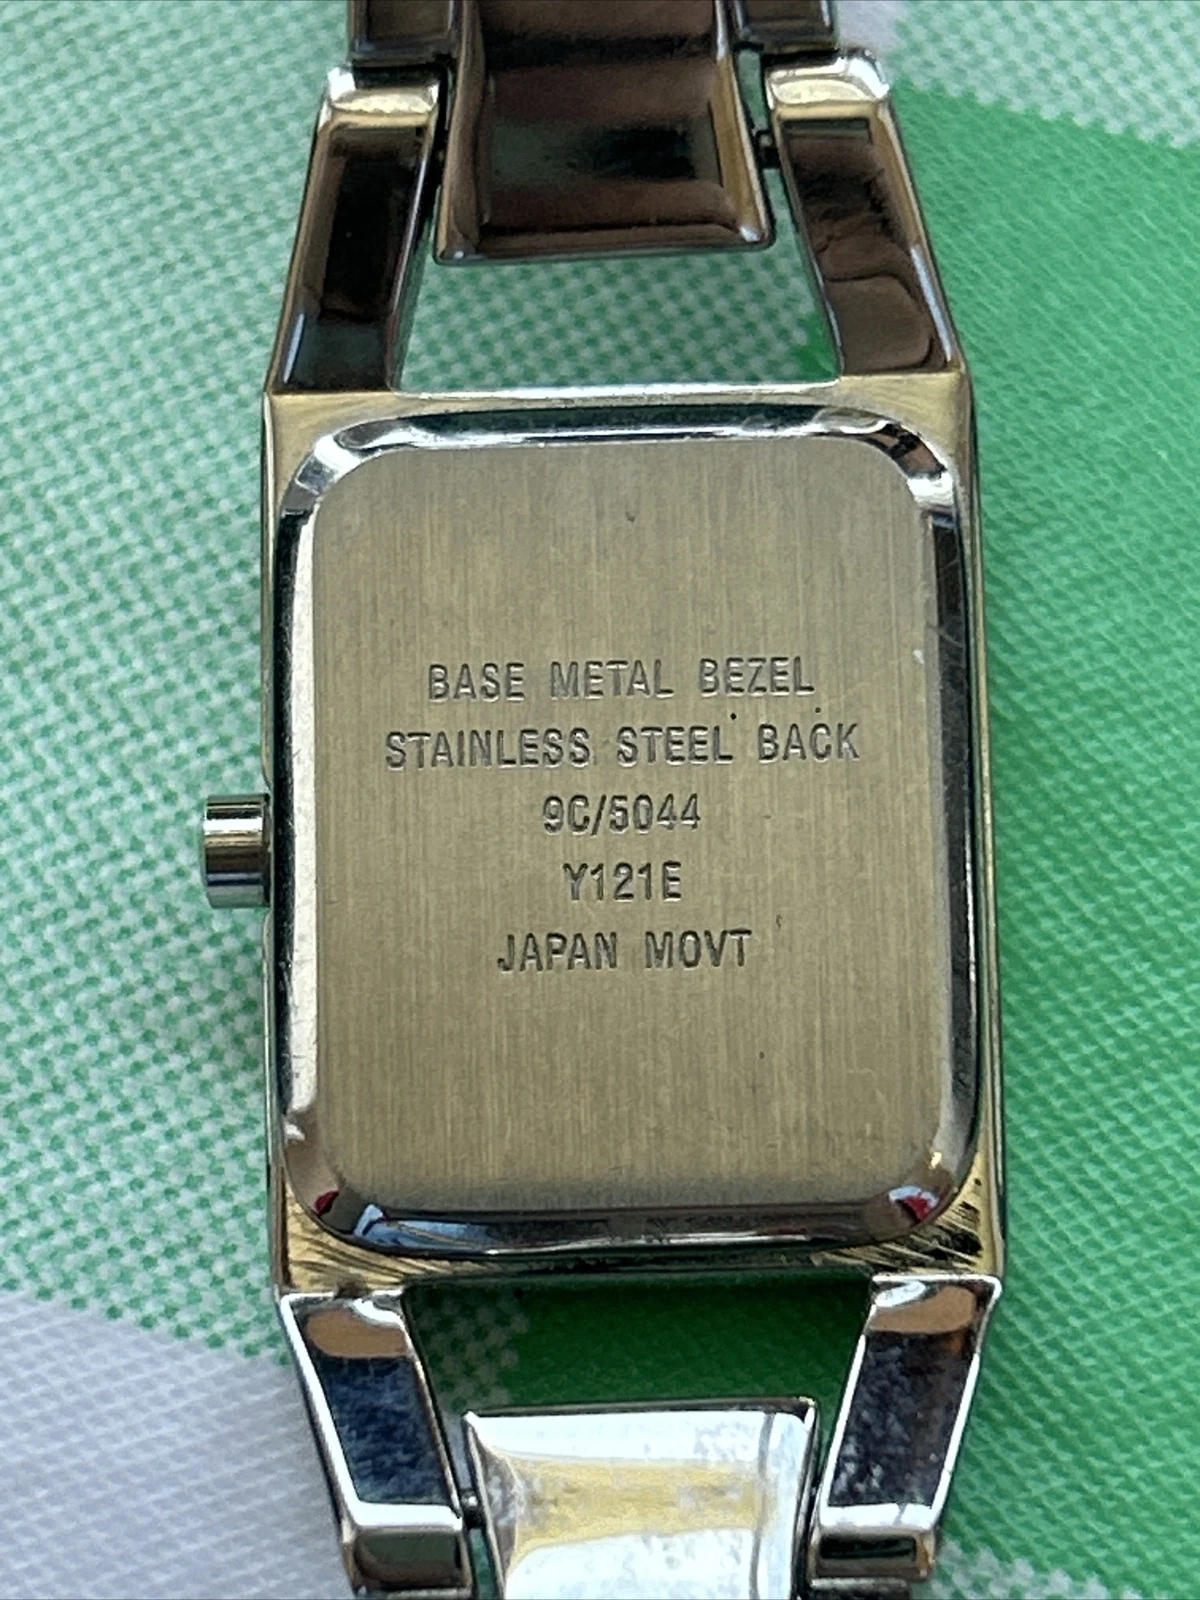 BASE METAL BEZEL
STAINLESS STEEL BACK
9C/5044
Y121E
JAPAN MOVT